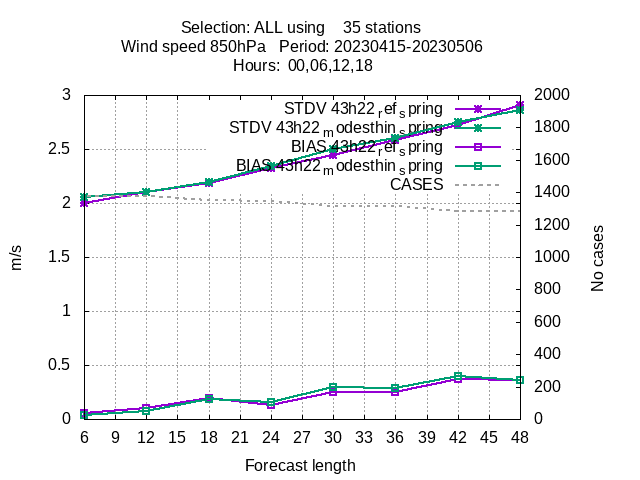 Selection: ALL using 35 stations
Wind speed 850hPa Period: 20230415-20230506
Hours: 00,06,12,18
STDV 43h22_ref_spring
STDV 43h22_modesthin_spring
BIAS 43h22_ref_spring
BIAS 43h22_modesthin_spring
CASES
m/s
3
2.5
2
1.5
1
0.5
0
No cases
2000
1800
1600
1400
1200
1000
800
600
400
200
0
6 9 12 15 18 21 24 27 30 33 36 39 42 45 48
Forecast length